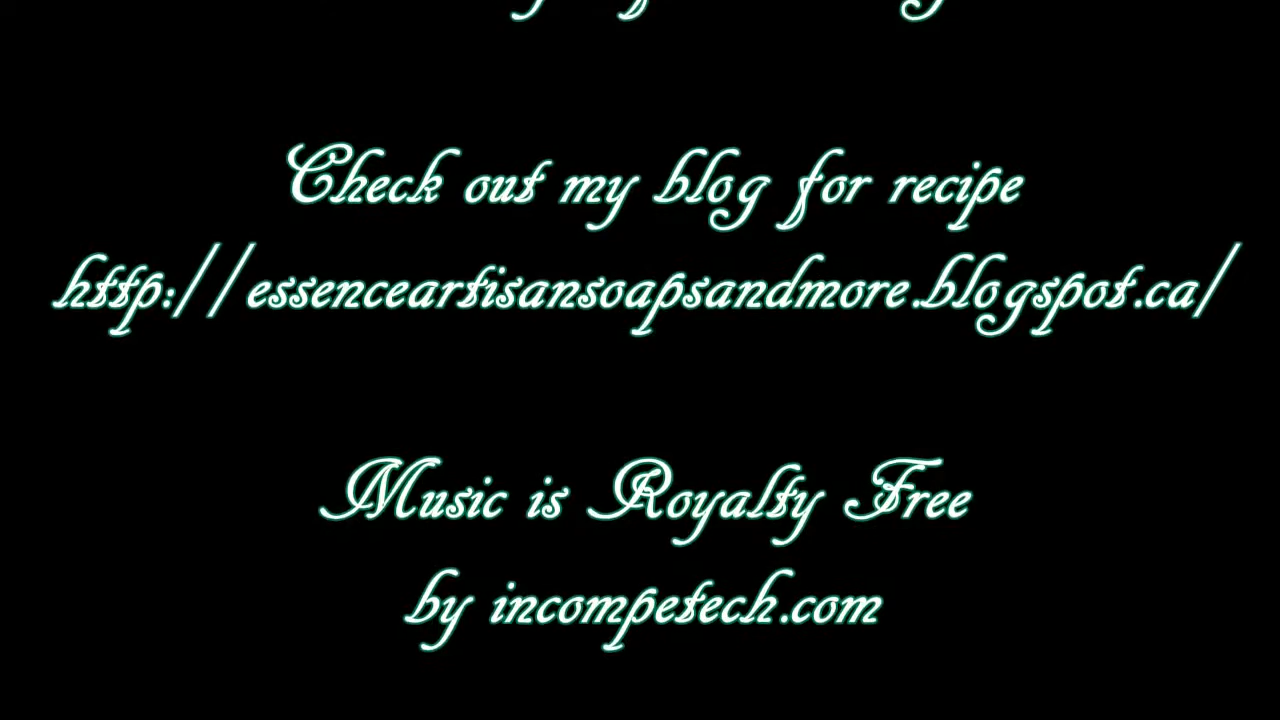 Check out my blog for recipe
http://essenceartisansoapsandmore.blogspot.ca/
Music is Royalty Free
by incompetech.com